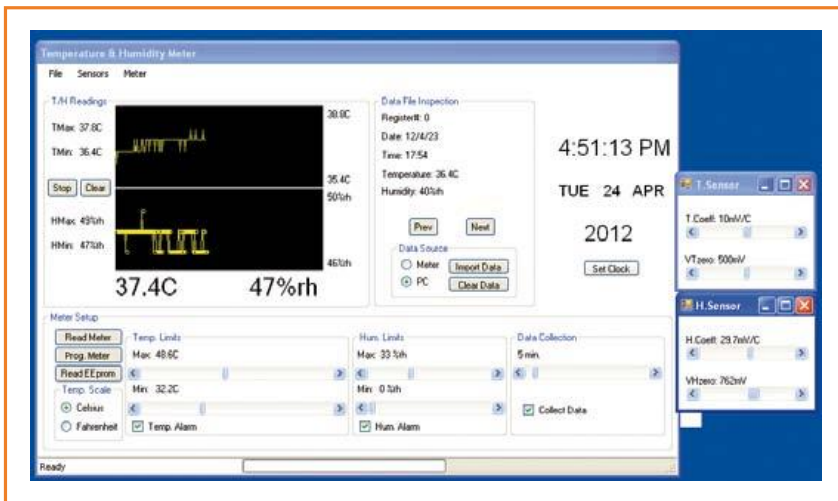 Temperature & Humidity Meter
File Sensors Meter
T/H Readings
TMax: 37.8C
TMin: 36.4C
Stop Clear
HMax: 49%rh
HMin: 47%rh
38.8C
35.4C
50%rh
46%rh
37.4C 47%rh
Data File Inspection
Register#: 0
Date: 12/4/23
Time: 17:54
Temperature: 36.4C
Humidity: 40%rh
Prev Next
Data Source
Meter Import Data
PC Clear Data
4:51:13 PM
TUE 24 APR
2012
Set Clock
T.Sensor
T.Coeff: 10mV/C
VTzero: 500mV
H.Sensor
H.Coeff: 29.7mV/C
VHzero: 762mV
Meter Setup
Read Meter
Prog. Meter
Read EEprom
Temp. Scale
Celsius
Fahrenheit
Temp. Limits
Max: 48.6C
Min: 32.2C
Temp. Alarm
Hum. Limits
Max: 33 %rh
Min: 0 %rh
Hum. Alarm
Data Collection
5 min.
Collect Data
Ready